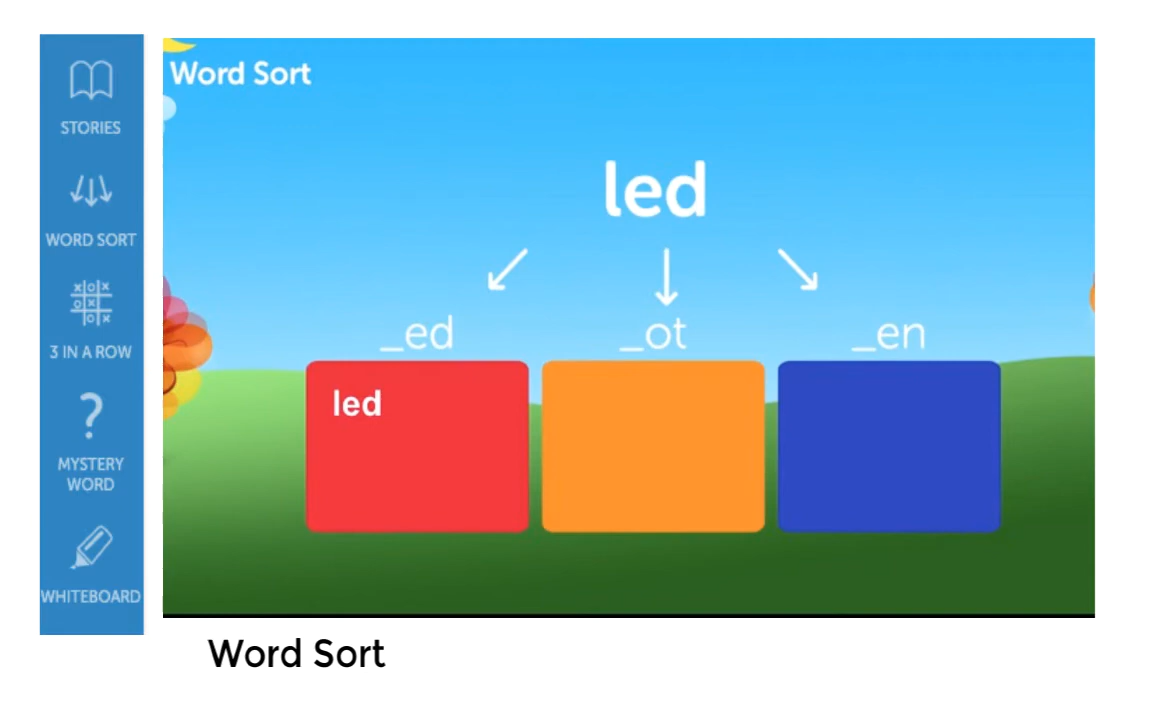 STORIES
WORD SORT
x|o|x
o|x|
|o|x
3 IN A ROW
?
MYSTERY
WORD
WHITEBOARD
Word Sort
led
_ed
_ot
_en
led
Word Sort